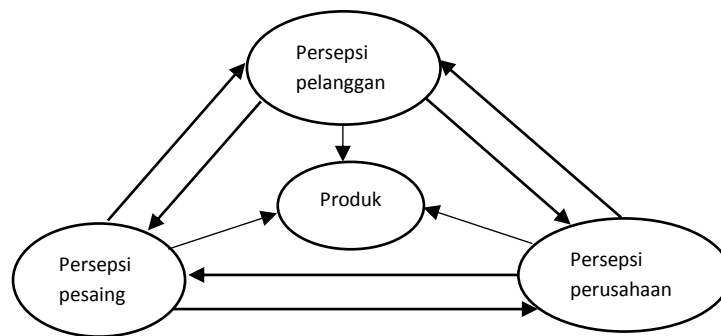 Persepsi
pelanggan
Produk
Persepsi
pesaing
Persepsi
perusahaan